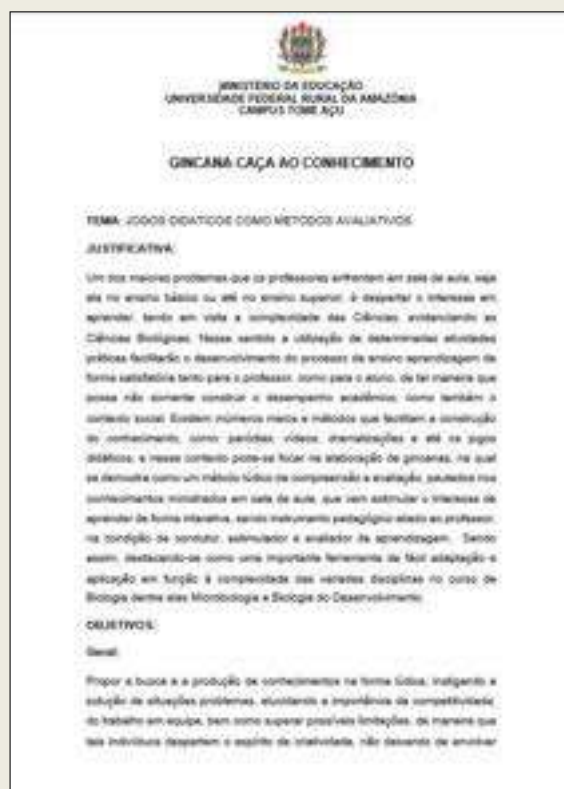 MINISTÉRIO DA EDUCAÇÃO
UNIVERSIDADE FEDERAL RURAL DA AMAZÔNIA
CAMPUS TOMÉ AÇU
GINCANA CAÇA AO CONHECIMENTO
TEMA: JOGOS DIDÁTICOS COMO MÉTODOS AVALIATIVOS
JUSTIFICATIVA:
Um dos maiores problemas que os professores enfrentam em sala de aula, seja
ela no ensino básico ou até no ensino superior, é despertar o interesse em
aprender, tendo em vista a complexidade das Ciências, evidenciando as
Ciências Biológicas. Nesse sentido a utilização de determinadas atividades
práticas facilitarão o desenvolvimento do processo de ensino aprendizagem de
forma satisfatória tanto para o professor, como para o aluno, de tal maneira que
possa não somente construir o desempenho acadêmico, como também o
contexto social. Existem inúmeros meios e métodos que facilitam a construção
do conhecimento, como paródias, vídeos, dramatizações e até os jogos
didáticos, e nesse contexto pode-se focar na elaboração de gincanas, na qual
se demostra como um método lúdico de compreensão e avaliação, pautados nos
conhecimentos ministrados em sala de aula, que vem estimular o interesse de
aprender de forma interativa, sendo instrumento pedagógico aliado ao professor,
na condição de condutor, estimulador e avaliador da aprendizagem. Sendo
assim, destacando-se como uma importante ferramenta de fácil adaptação e
aplicação em função à complexidade das variadas disciplinas no curso de
Biologia dentre elas Microbiologia e Biologia do Desenvolvimento.
OBJETIVOS:
Geral:
Propor a busca e a produção de conhecimentos na forma lúdica, instigando a
solução de situações problemas, elucidando a importância da competitividade,
do trabalho em equipe, bem como superar possíveis limitações, de maneira que
tais indivíduos despertem o espírito de criatividade, não deixando de envolver